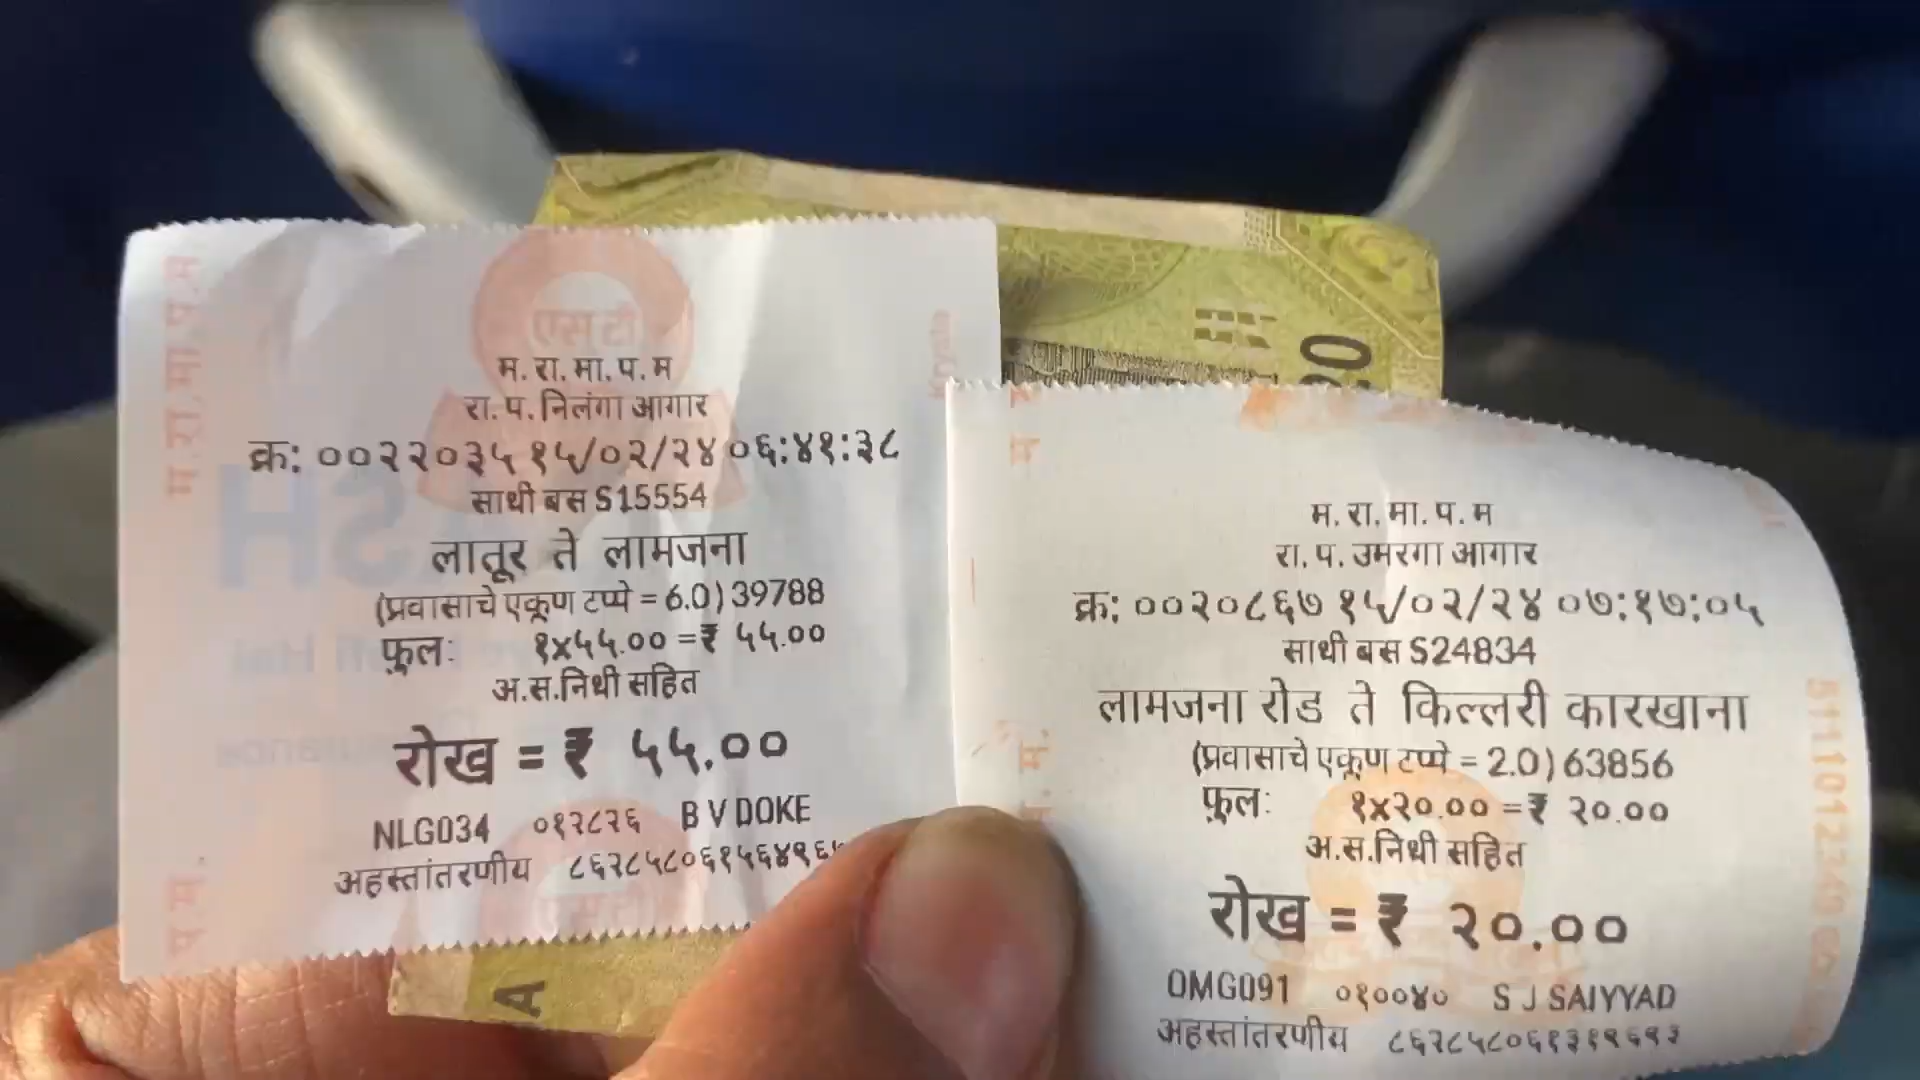 एस टी
म. रा. मा. प. म
रा. प. निलंगा आगार
क्र: ००२२०३५ १५/०२/२४ ०६:४१:३८
साथी बस S15554
लातूर ते लामजना
(प्रवासाचे एकूण टप्पे = 6.0) 39788
फुल: १x५५.०० = ₹ ५५.००
अ.स.निधी सहित
रोख = ₹ ५५.००
NLG034 ०१२८२६ B V DOKE
अहस्तांतरणीय
म.रा.मा.प.म
म. रा. मा. प. म
रा. प. उमरगा आगार
क्र: ००२०८६७ १५/०२/२४ ०७:१७:०५
साथी बस S24834
लामजना रोड ते किल्लरी कारखाना
(प्रवासाचे एकूण टप्पे = 2.0) 63856
फुल: १x२०.०० = ₹ २०.००
अ.स.निधी सहित
रोख = ₹ २०.००
OMG091 ०१००४० S J SAIYYAD
अहस्तांतरणीय ८६२८५८०६१३१९६९३